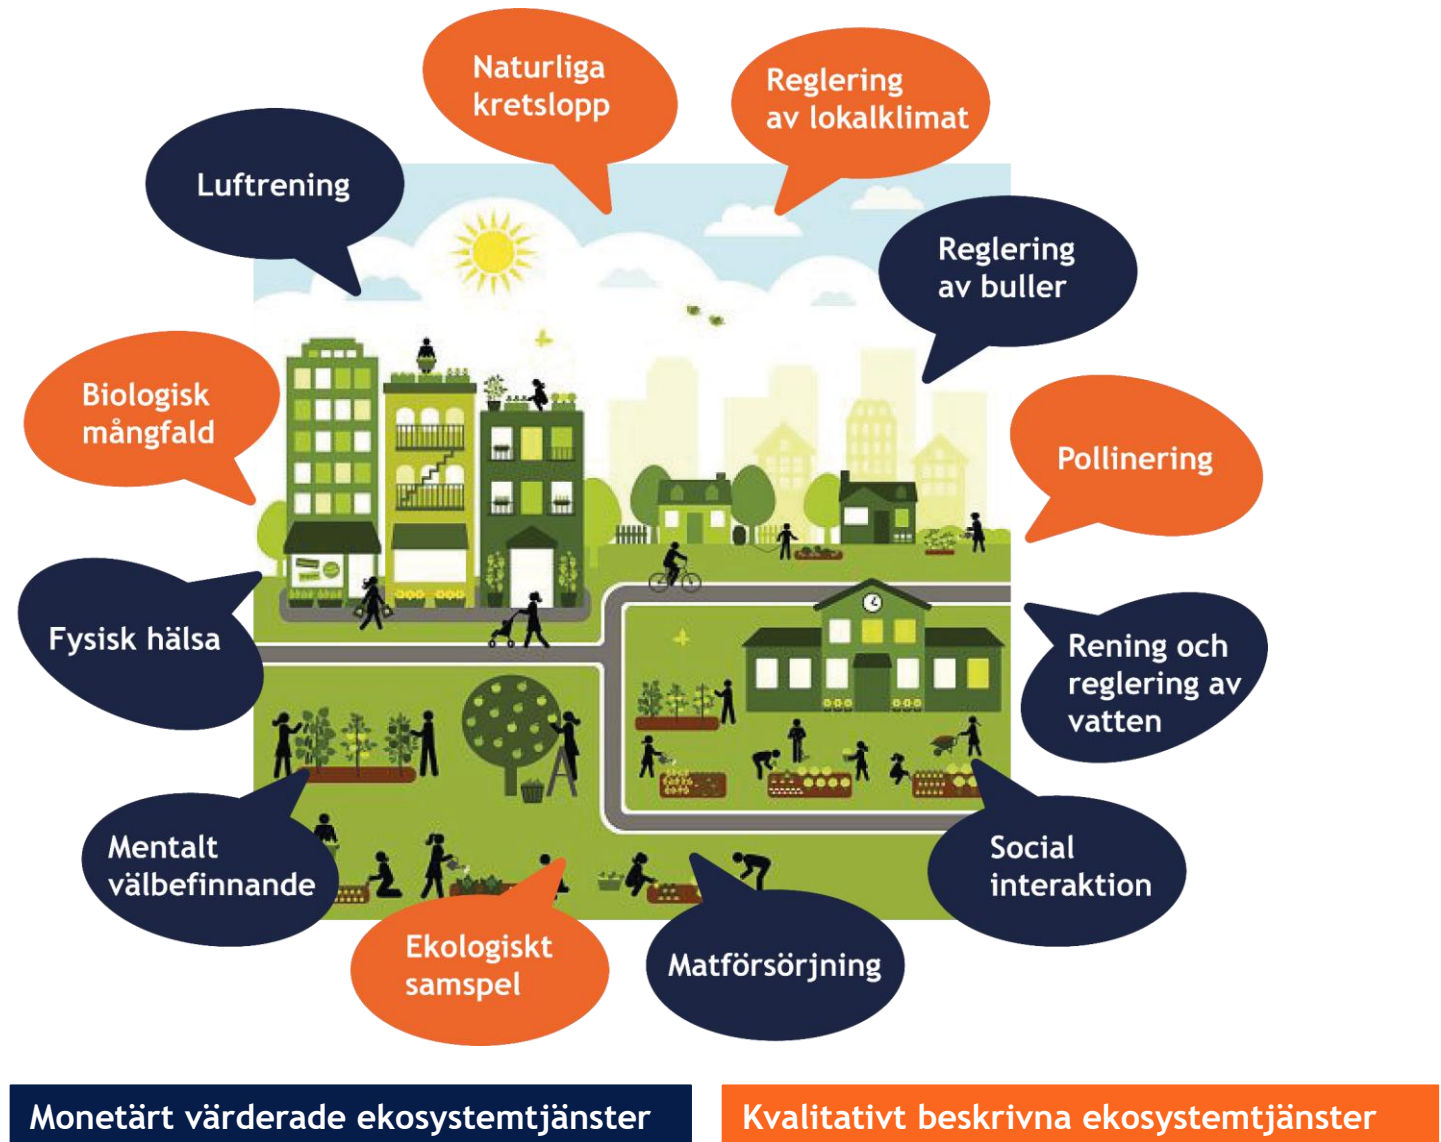 Naturliga
kretslopp
Reglering
av lokalklimat
Luftrening
Reglering
av buller
Biologisk
mångfald
Pollinering
Fysisk hälsa
Rening och
reglering av
vatten
Mentalt
välbefinnande
Social
interaktion
Ekologiskt
samspel
Matförsörjning
Monetärt värderade ekosystemtjänster
Kvalitativt beskrivna ekosystemtjänster